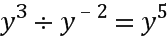 y³ ÷ y⁻² = y⁵